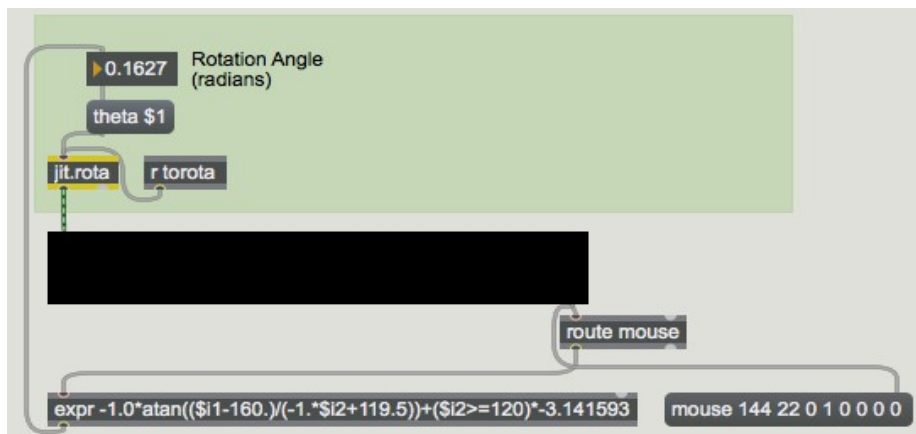 0.1627
Rotation Angle
(radians)
theta $1
jit.rota
r torota
route mouse
expr -1.0*atan(($i1-160.)/(-1.*$i2+119.5))+($i2>=120)*-3.141593
mouse 144 22 0 1 0 0 0 0